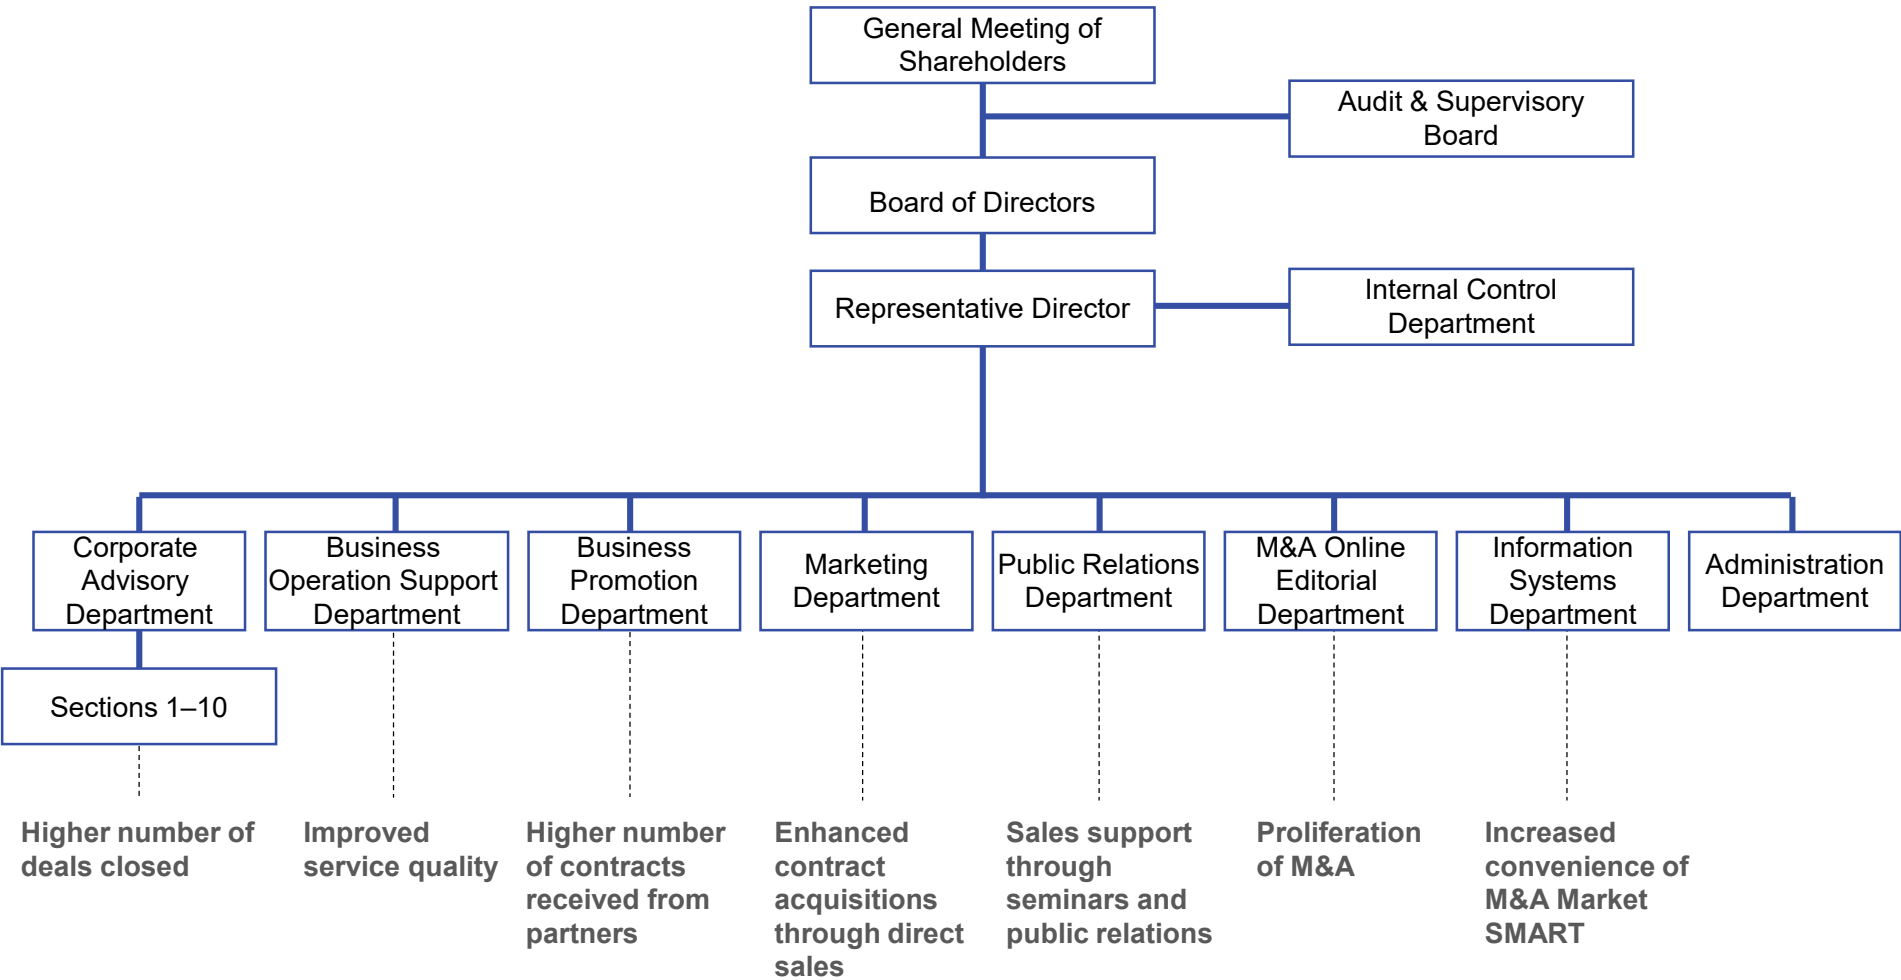 General Meeting of
Shareholders
Audit & Supervisory
Board
Board of Directors
Representative Director
Internal Control
Department
Corporate
Advisory
Department
Business
Operation Support
Department
Business
Promotion
Department
Marketing
Department
Public Relations
Department
M&A Online
Editorial
Department
Information
Systems
Department
Administration
Department
Sections 1–10
Higher number of
deals closed
Improved
service quality
Higher number
of contracts
received from
partners
Enhanced
contract
acquisitions
through direct
sales
Sales support
through
seminars and
public relations
Proliferation
of M&A
Increased
convenience of
M&A Market
SMART